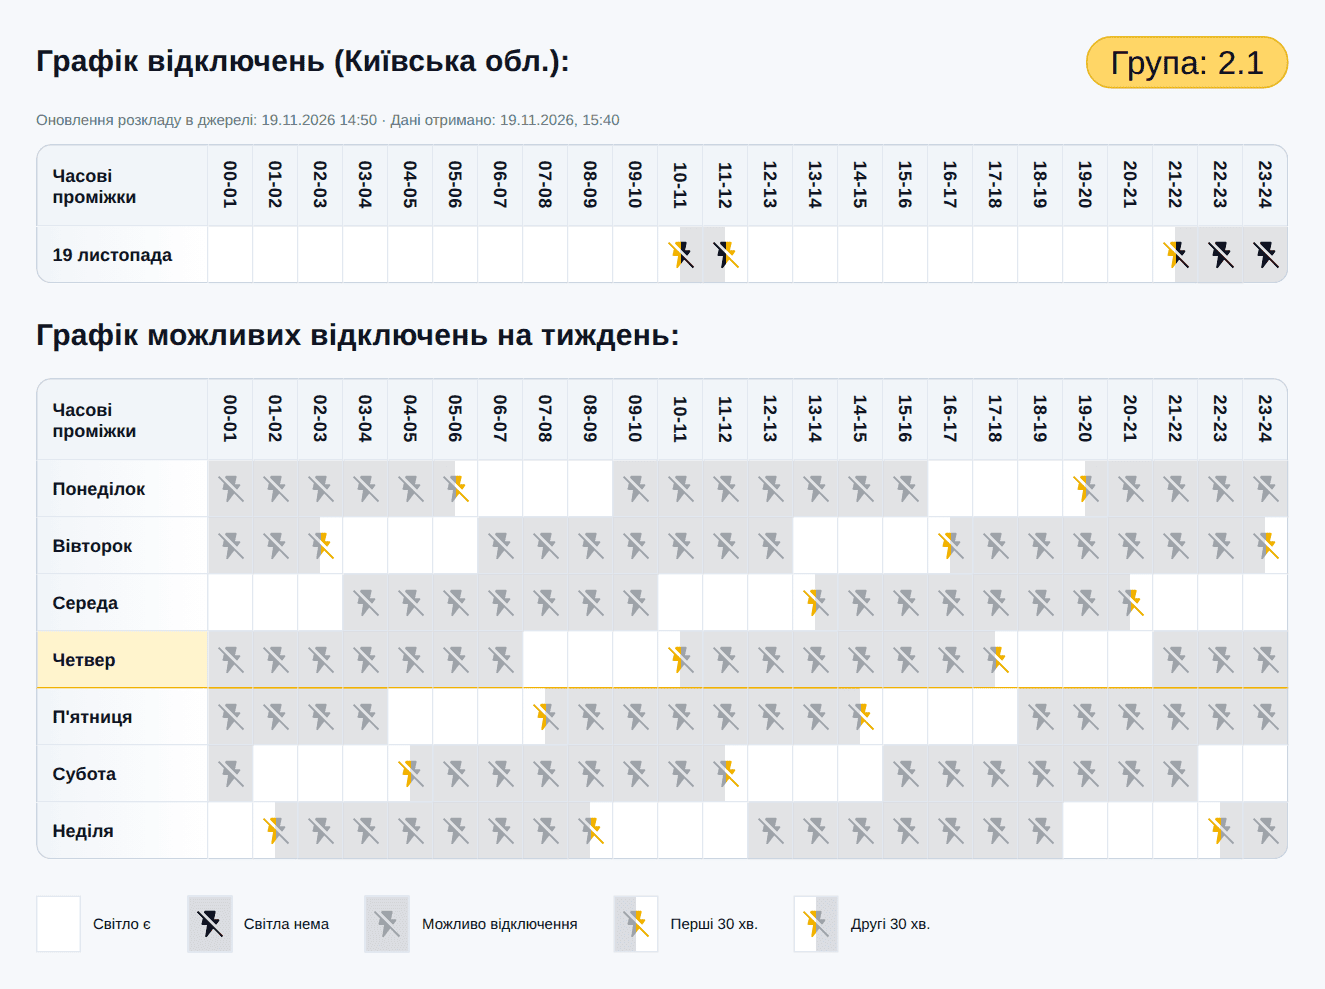 Графік відключень (Київська обл.):
Група: 2.1
Оновлення розкладу в джерелі: 19.11.2026 14:50 · Дані отримано: 19.11.2026, 15:40
Часові проміжки 00-01 01-02 02-03 03-04 04-05 05-06 06-07 07-08 08-09 09-10 10-11 11-12 12-13 13-14 14-15 15-16 16-17 17-18 18-19 19-20 20-21 21-22 22-23 23-24
19 листопада
Графік можливих відключень на тиждень:
Часові проміжки 00-01 01-02 02-03 03-04 04-05 05-06 06-07 07-08 08-09 09-10 10-11 11-12 12-13 13-14 14-15 15-16 16-17 17-18 18-19 19-20 20-21 21-22 22-23 23-24
Понеділок
Вівторок
Середа
Четвер
П'ятниця
Субота
Неділя
Світло є Світла нема Можливо відключення Перші 30 хв. Другі 30 хв.